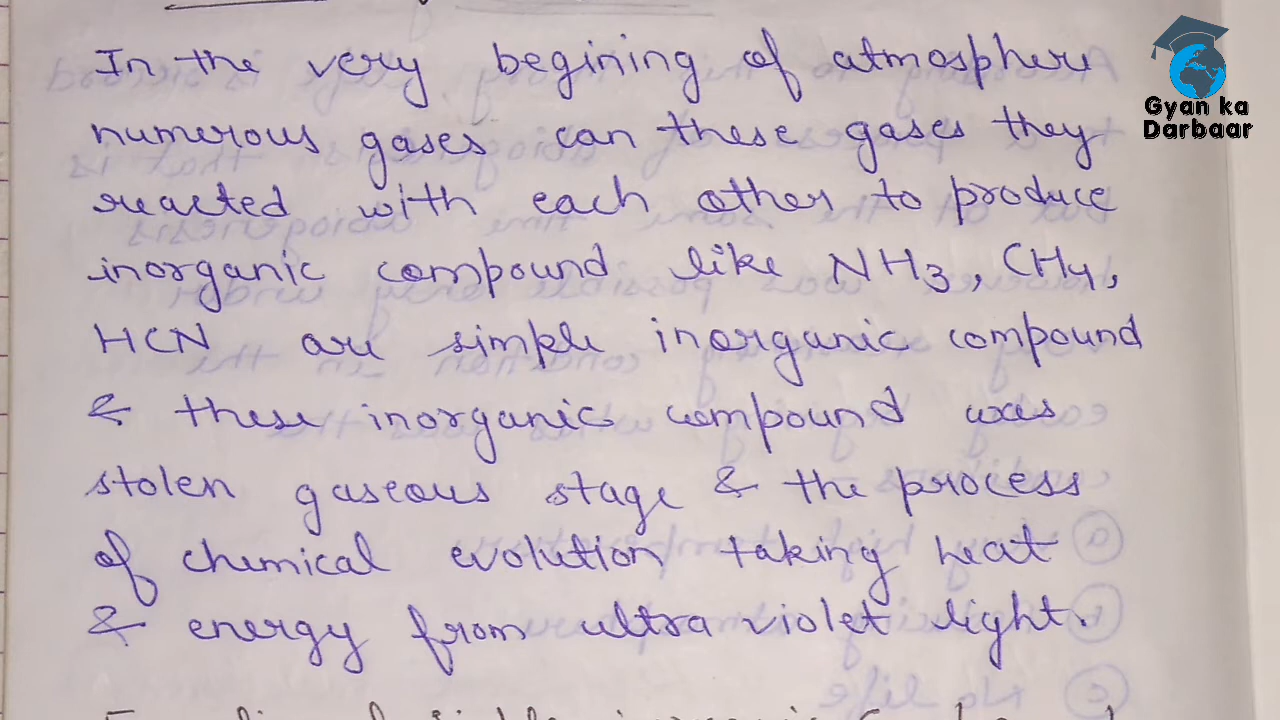 In the very begining of atmosphere
numerous gases can these gases they
reacted with each other to produce
inorganic compound like NH3, CH4,
HCN are simple inorganic compound
& these inorganic compound was
stolen gaseous stage & the process
of chemical evolution taking heat
& energy from ultra violet light.
Gyan ka
Darbaar